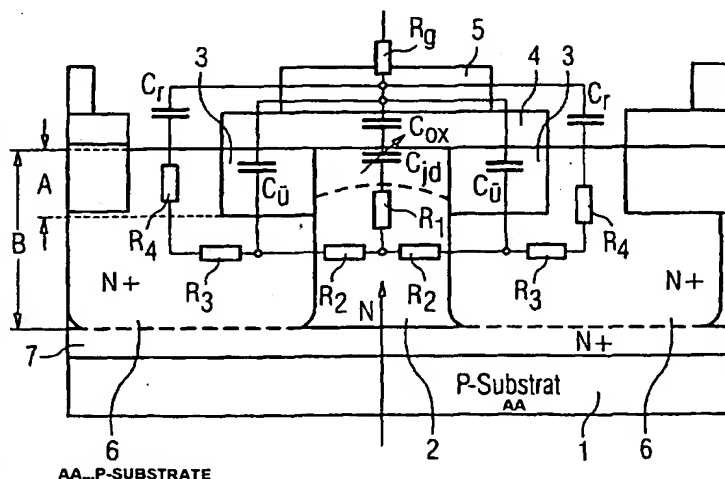 Rg 5
3 4 3
Cr Cr
Cox
A Cü Cjd Cü
B R1
R4 R4
R3 R2 R2 R3
N+ N N+
7 N+
P-Substrat
AA
6 2 1 6
AA...P-SUBSTRATE